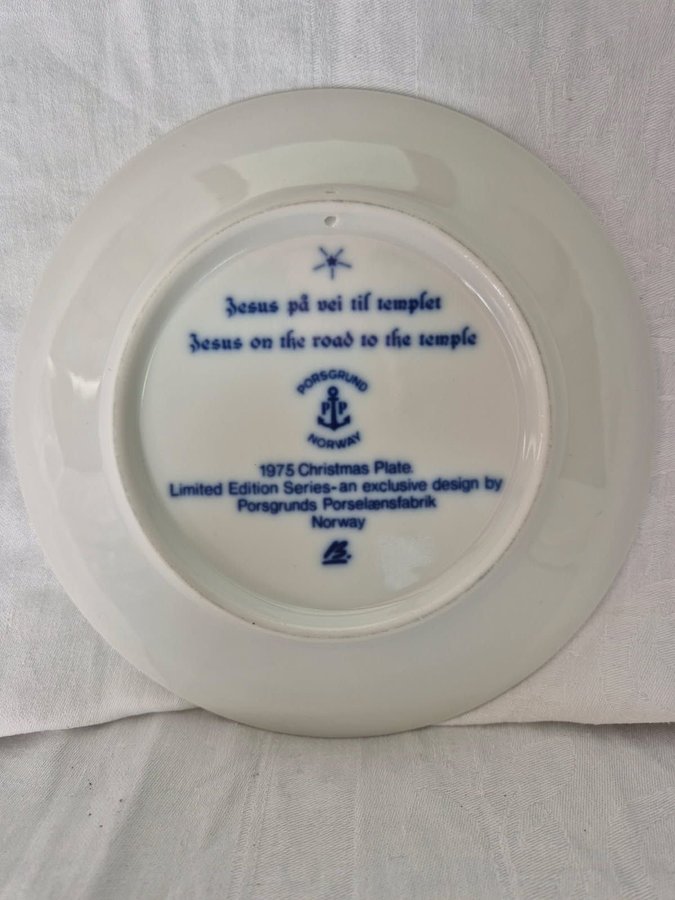 Jesus på vei til templet
Jesus on the road to the temple
PORSGRUND
P P
NORWAY
1975 Christmas Plate.
Limited Edition Series-an exclusive design by
Porsgrunds Porselænsfabrik
Norway